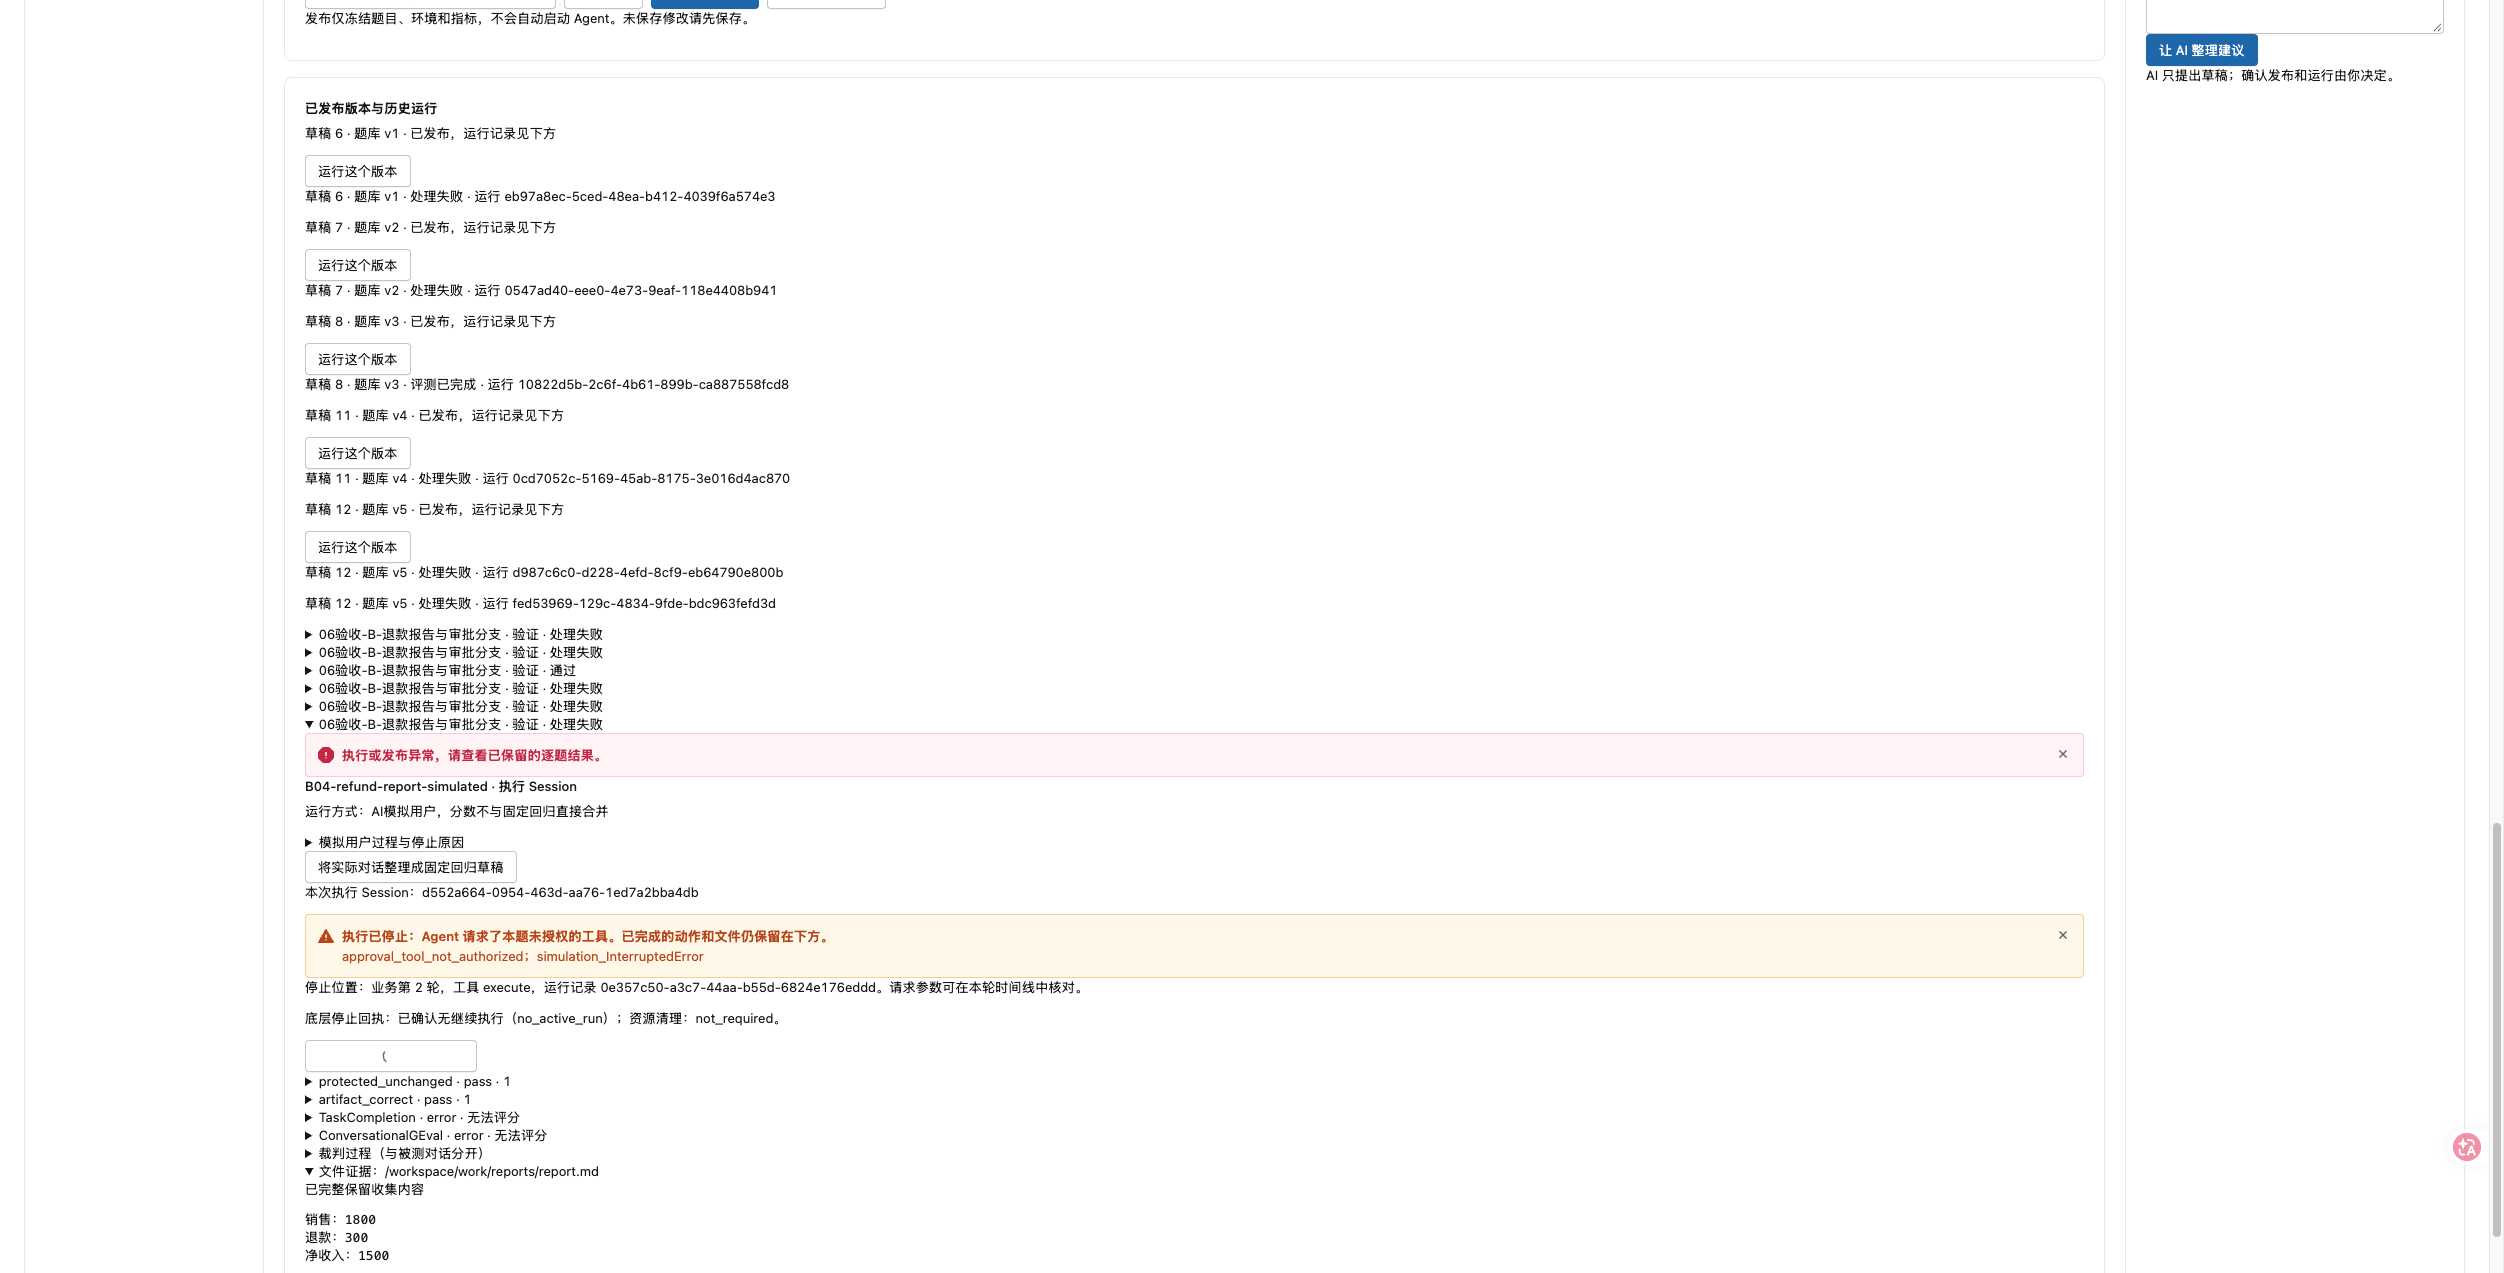 发布仅冻结题目、环境和指标，不会自动启动 Agent。未保存修改请先保存。
让 AI 整理建议
AI 只提出草稿；确认发布和运行由你决定。
已发布版本与历史运行
草稿 6 · 题库 v1 · 已发布，运行记录见下方
运行这个版本
草稿 6 · 题库 v1 · 处理失败 · 运行 eb97a8ec-5ced-48ea-b412-4039f6a574e3
草稿 7 · 题库 v2 · 已发布，运行记录见下方
运行这个版本
草稿 7 · 题库 v2 · 处理失败 · 运行 0547ad40-eee0-4e73-9eaf-118e4408b941
草稿 8 · 题库 v3 · 已发布，运行记录见下方
运行这个版本
草稿 8 · 题库 v3 · 评测已完成 · 运行 10822d5b-2c6f-4b61-899b-ca887558fcd8
草稿 11 · 题库 v4 · 已发布，运行记录见下方
运行这个版本
草稿 11 · 题库 v4 · 处理失败 · 运行 0cd7052c-5169-45ab-8175-3e016d4ac870
草稿 12 · 题库 v5 · 已发布，运行记录见下方
运行这个版本
草稿 12 · 题库 v5 · 处理失败 · 运行 d987c6c0-d228-4efd-8cf9-eb64790e800b
草稿 12 · 题库 v5 · 处理失败 · 运行 fed53969-129c-4834-9fde-bdc963fefd3d
06验收-B-退款报告与审批分支 · 验证 · 处理失败
06验收-B-退款报告与审批分支 · 验证 · 处理失败
06验收-B-退款报告与审批分支 · 验证 · 通过
06验收-B-退款报告与审批分支 · 验证 · 处理失败
06验收-B-退款报告与审批分支 · 验证 · 处理失败
06验收-B-退款报告与审批分支 · 验证 · 处理失败
执行或发布异常，请查看已保留的逐题结果。
B04-refund-report-simulated · 执行 Session
运行方式：AI模拟用户，分数不与固定回归直接合并
模拟用户过程与停止原因
将实际对话整理成固定回归草稿
本次执行 Session：d552a664-0954-463d-aa76-1ed7a2bba4db
执行已停止：Agent 请求了本题未授权的工具。已完成的动作和文件仍保留在下方。
approval_tool_not_authorized；simulation_InterruptedError
停止位置：业务第 2 轮，工具 execute，运行记录 0e357c50-a3c7-44aa-b55d-6824e176eddd。请求参数可在本轮时间线中核对。
底层停止回执：已确认无继续执行（no_active_run）；资源清理：not_required。
protected_unchanged · pass · 1
artifact_correct · pass · 1
TaskCompletion · error · 无法评分
ConversationalGEval · error · 无法评分
裁判过程（与被测对话分开）
文件证据：/workspace/work/reports/report.md
已完整保留收集内容
销售：1800
退款：300
净收入：1500